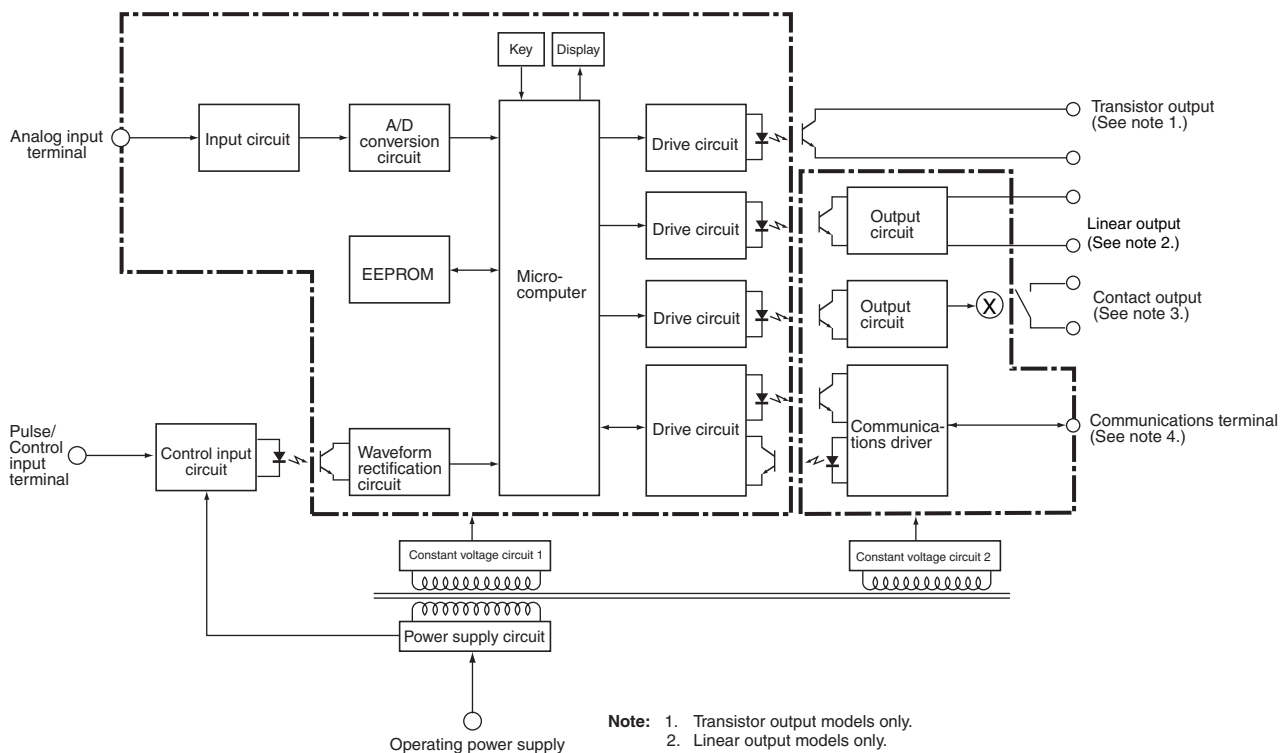 Key
Display
Analog input
terminal
Input circuit
A/D
conversion
circuit
Drive circuit
Transistor output
(See note 1.)
Drive circuit
Output
circuit
Linear output
(See note 2.)
EEPROM
Micro-
computer
Drive circuit
Output
circuit
X
Contact output
(See note 3.)
Pulse/
Control
input
terminal
Control input
circuit
Waveform
rectification
circuit
Drive circuit
Communica-
tions driver
Communications terminal
(See note 4.)
Constant voltage circuit 1
Constant voltage circuit 2
Power supply circuit
Operating power supply
Note: 1. Transistor output models only.
2. Linear output models only.